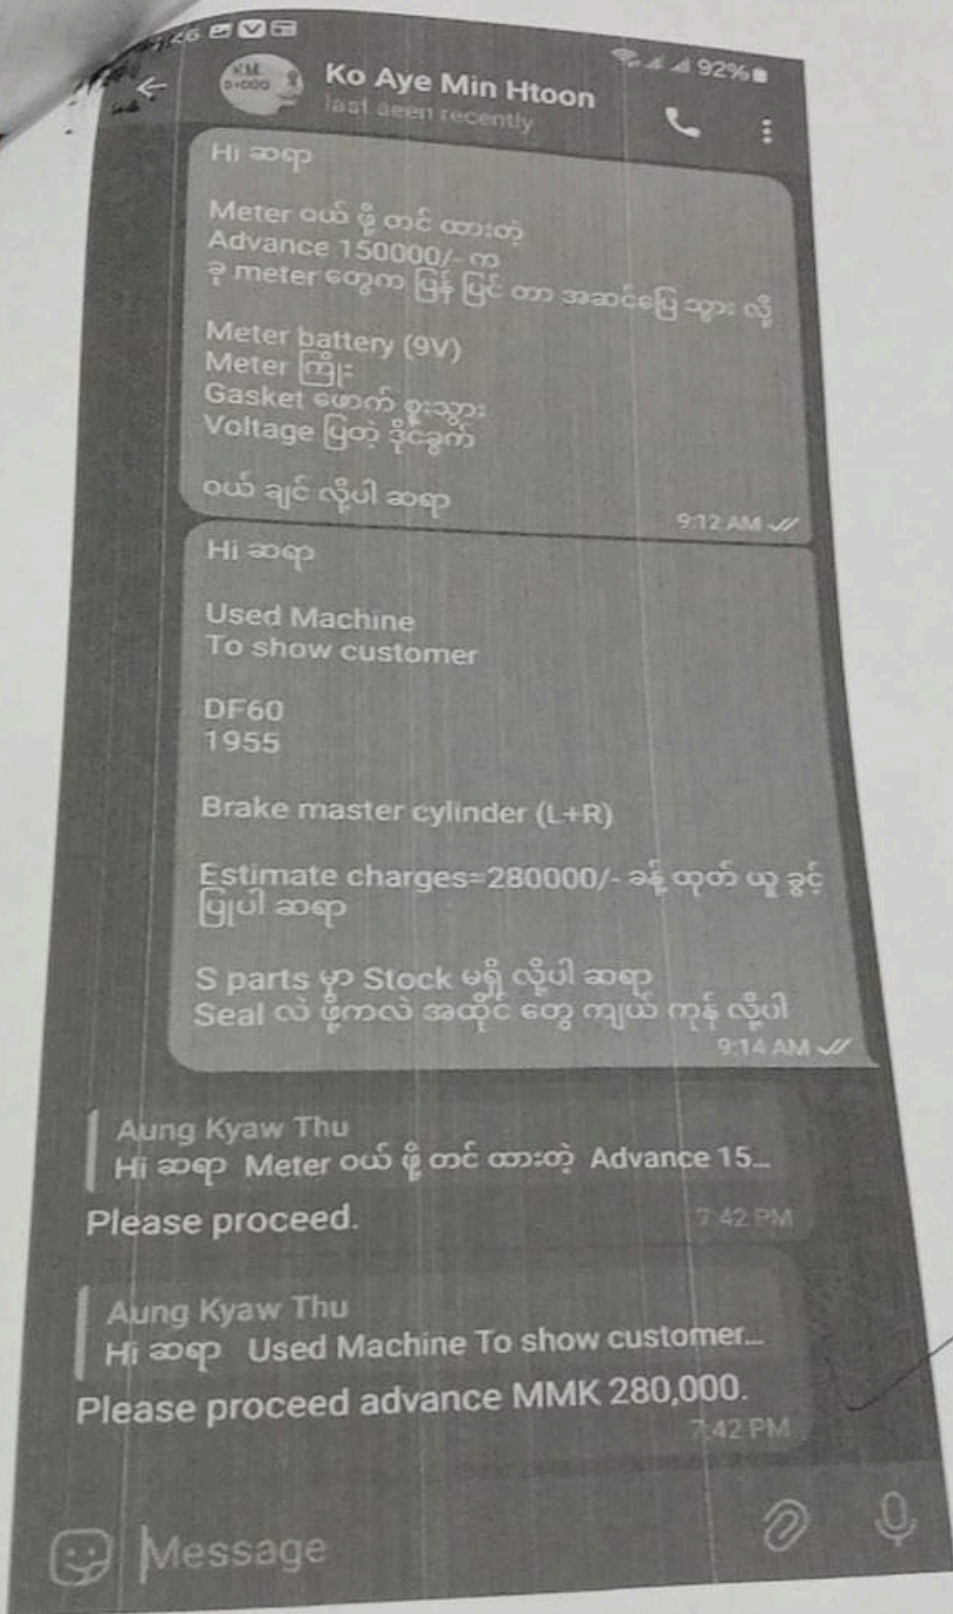 92%
Ko Aye Min Htoon
last seen recently
Hi ဆရာ
Meter ဝယ် ဖို့ တင် ထားတဲ့
Advance 150000/- က
ခု meter တွေက ပြန် ပြင် တာ အဆင်ပြေ သွား လို့
Meter battery (9V)
Meter ကြိုး
Gasket ဖောက် စူးသွား
Voltage ပြတဲ့ ဒိုင်ခွက်
ဝယ် ချင် လို့ပါ ဆရာ
9:12 AM
Hi ဆရာ
Used Machine
To show customer
DF60
1955
Brake master cylinder (L+R)
Estimate charges=280000/- ခန့် ထုတ် ယူ ခွင့်
ပြုပါ ဆရာ
S parts မှာ Stock မရှိ လို့ပါ ဆရာ
Seal လဲ ဖို့ကလဲ အထိုင် တွေ ကျယ် ကုန် လို့ပါ
9:14 AM
Aung Kyaw Thu
Hi ဆရာ Meter ဝယ် ဖို့ တင် ထားတဲ့ Advance 15...
Please proceed.
7:42 PM
Aung Kyaw Thu
Hi ဆရာ Used Machine To show customer...
Please proceed advance MMK 280,000.
7:42 PM
Message